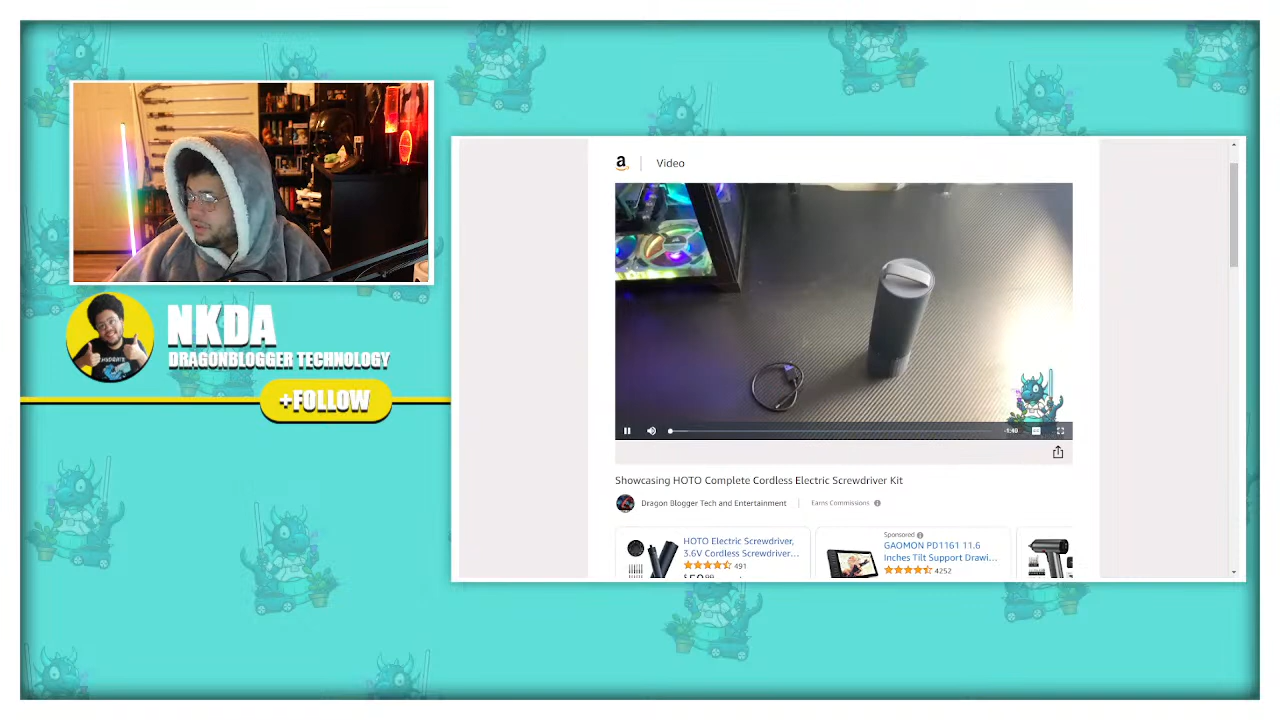 NKDA
DRAGONBLOGGER TECHNOLOGY
+FOLLOW
a
Video
Showcasing HOTO Complete Cordless Electric Screwdriver Kit
Dragon Blogger Tech and Entertainment
Earns Commissions
HOTO Electric Screwdriver,
3.6V Cordless Screwdriver...
491
Sponsored
GAOMON PD1161 11.6
Inches Tilt Support Drawi...
4252